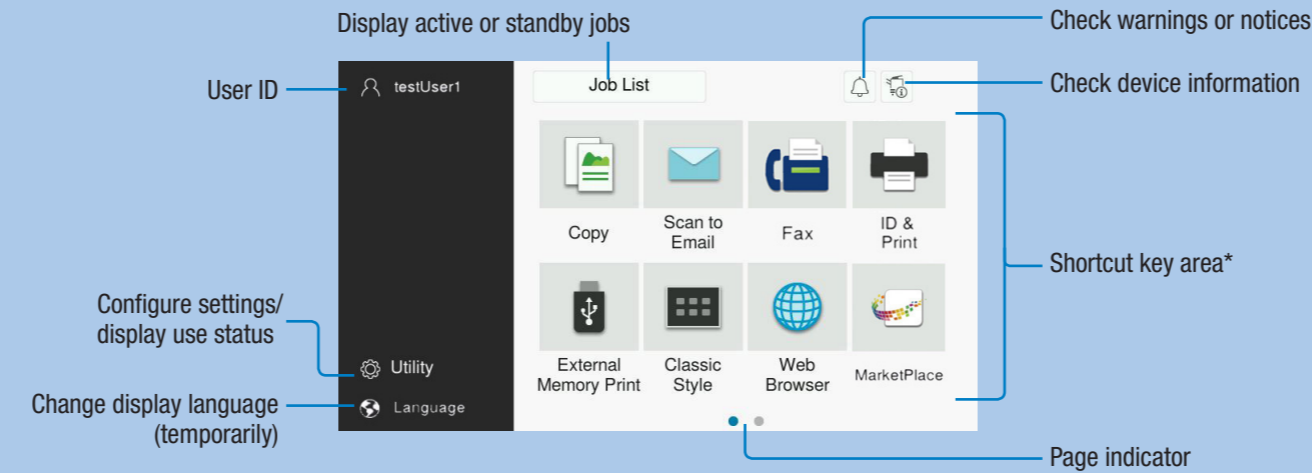 Display active or standby jobs
Check warnings or notices
User ID
testUser1
Job List
Check device information
Copy
Scan to
Email
Fax
ID &
Print
Shortcut key area*
Configure settings/
display use status
Utility
External
Memory Print
Classic
Style
Web
Browser
MarketPlace
Change display language
(temporarily)
Language
Page indicator